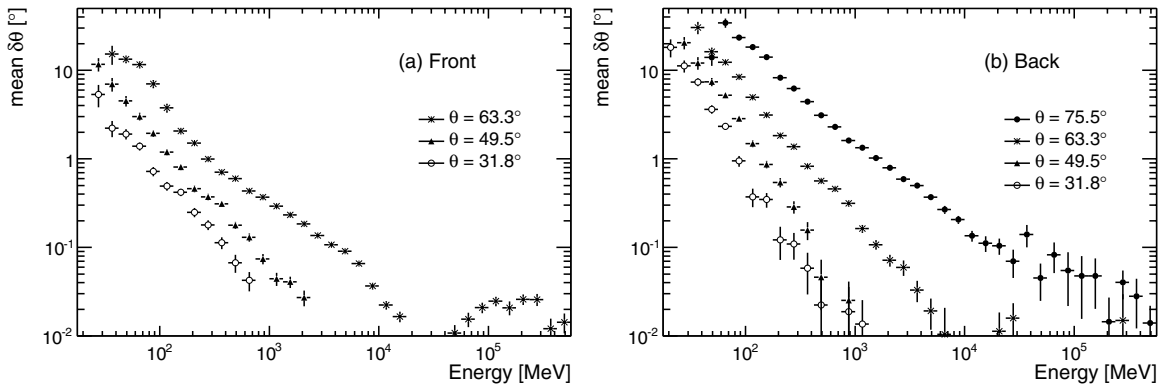 mean δθ [°]
10
1
10⁻¹
10⁻²
10² 10³ 10⁴ 10⁵
Energy [MeV]
(a) Front
θ = 63.3°
θ = 49.5°
θ = 31.8°
mean δθ [°]
10
1
10⁻¹
10⁻²
10² 10³ 10⁴ 10⁵
Energy [MeV]
(b) Back
θ = 75.5°
θ = 63.3°
θ = 49.5°
θ = 31.8°